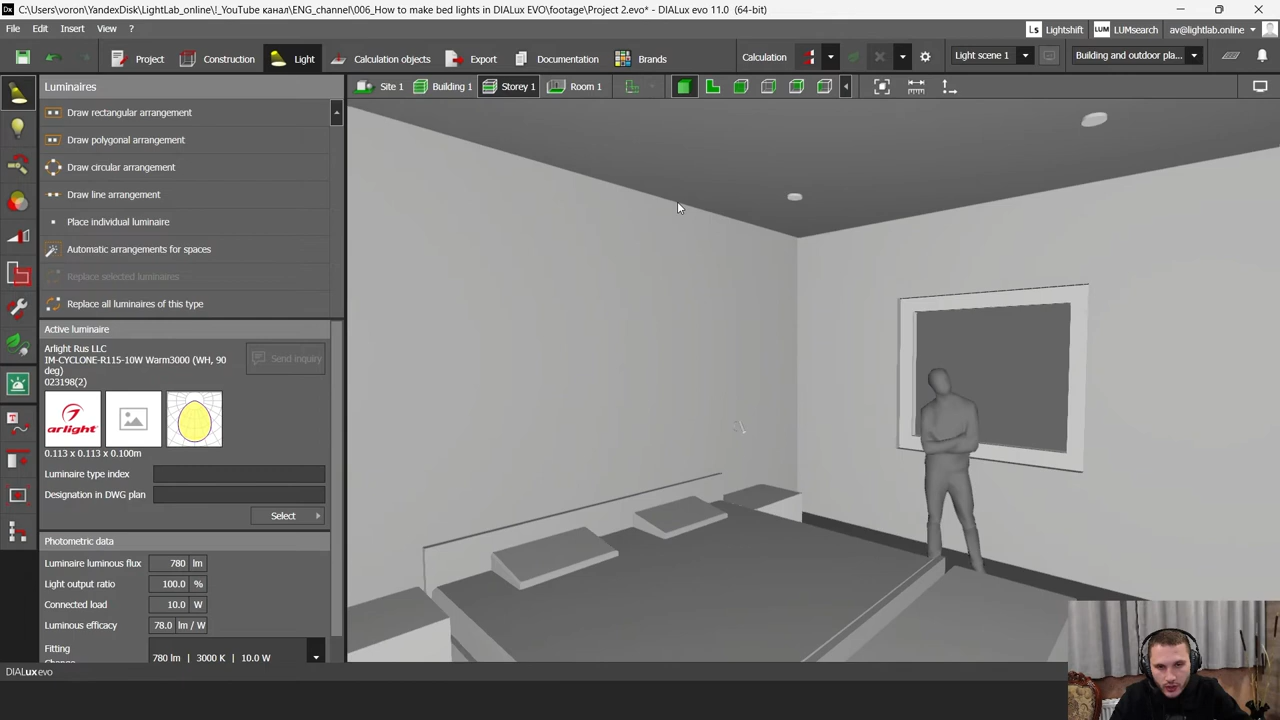 C:\Users\voron\YandexDisk\LightLab_online\!_YouTube канал\ENG_channel\006_How to make bed lights in DIALux EVO\footage\Project 2.evo* - DIALux evo 11.0 (64-bit)
File Edit Insert View ?
Ls Lightshift LUM LUMsearch av@lightlab.online
Project Construction Light Calculation objects Export Documentation Brands Calculation Light scene 1 Building and outdoor pla...
Luminaires
Site 1 Building 1 Storey 1 Room 1
Draw rectangular arrangement
Draw polygonal arrangement
Draw circular arrangement
Draw line arrangement
Place individual luminaire
Automatic arrangements for spaces
Replace selected luminaires
Replace all luminaires of this type
Active luminaire
Arlight Rus LLC
IM-CYCLONE-R115-10W Warm3000 (WH, 90
deg)
023198(2)
Send inquiry
arlight
0.113 x 0.113 x 0.100m
Luminaire type index
Designation in DWG plan
Select
Photometric data
Luminaire luminous flux 780 lm
Light output ratio 100.0 %
Connected load 10.0 W
Luminous efficacy 78.0 lm / W
Fitting
780 lm | 3000 K | 10.0 W
DIALux evo